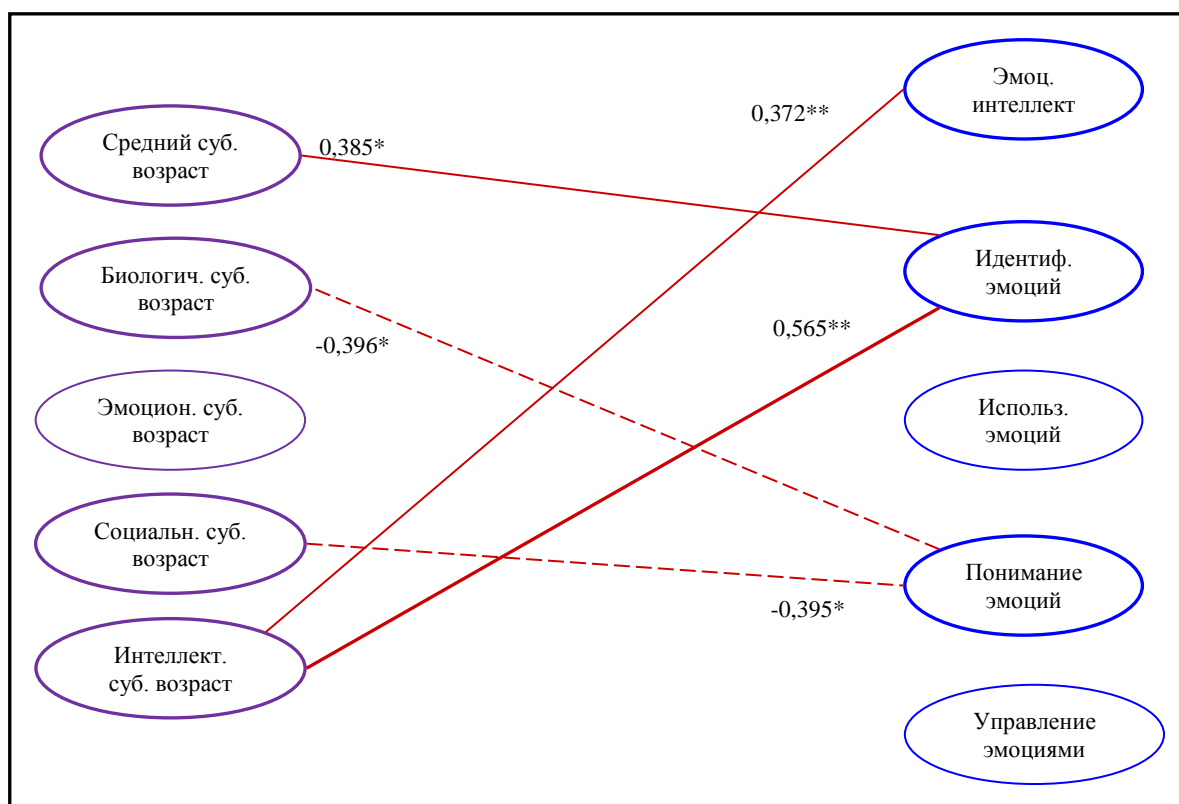 Эмоц.
интеллект
0,372**
Средний суб.
возраст
0,385*
Идентиф.
эмоций
Биологич. суб.
возраст
0,565**
-0,396*
Эмоцион. суб.
возраст
Использ.
эмоций
Социальн. суб.
возраст
Понимание
эмоций
-0,395*
Интеллект.
суб. возраст
Управление
эмоциями